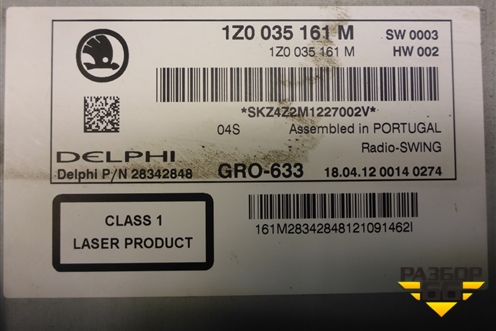 1Z0 035 161 M SW 0003
1Z0 035 161 M HW 002
*SKZ4Z2M1227002V*
04S Assembled in PORTUGAL
Radio-SWING
DELPHI
Delphi P/N 28342848 GRO-633 18.04.12 0014 0274
CLASS 1
LASER PRODUCT
161M28342848121091462I
РАЗБОР
66